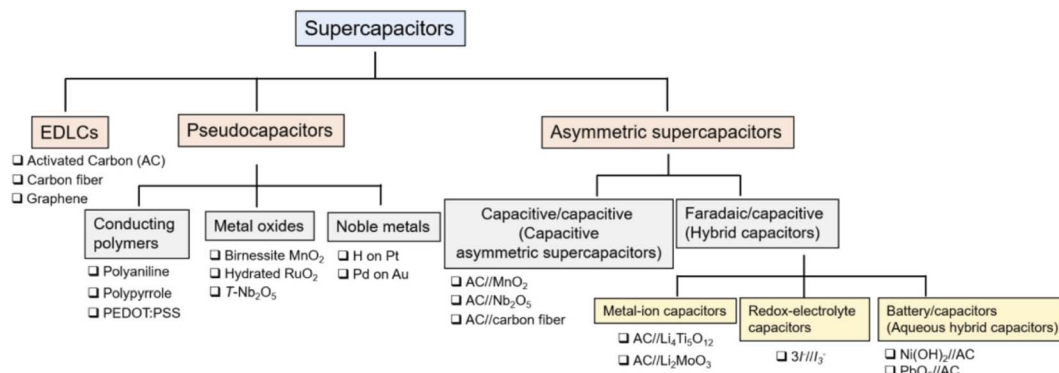 Supercapacitors
EDLCs
❑ Activated Carbon (AC)
❑ Carbon fiber
❑ Graphene
Pseudocapacitors
Conducting
polymers
❑ Polyaniline
❑ Polypyrrole
❑ PEDOT:PSS
Metal oxides
❑ Birnessite MnO₂
❑ Hydrated RuO₂
❑ T-Nb₂O₅
Noble metals
❑ H on Pt
❑ Pd on Au
Asymmetric supercapacitors
Capacitive/capacitive
(Capacitive
asymmetric supercapacitors)
❑ AC//MnO₂
❑ AC//Nb₂O₅
❑ AC//carbon fiber
Faradaic/capacitive
(Hybrid capacitors)
Metal-ion capacitors
❑ AC//Li₄Ti₅O₁₂
❑ AC//Li₂MoO₃
Redox-electrolyte
capacitors
❑ 3I⁻//I₃⁻
Battery/capacitors
(Aqueous hybrid capacitors)
❑ Ni(OH)₂//AC
❑ PbO₂//AC